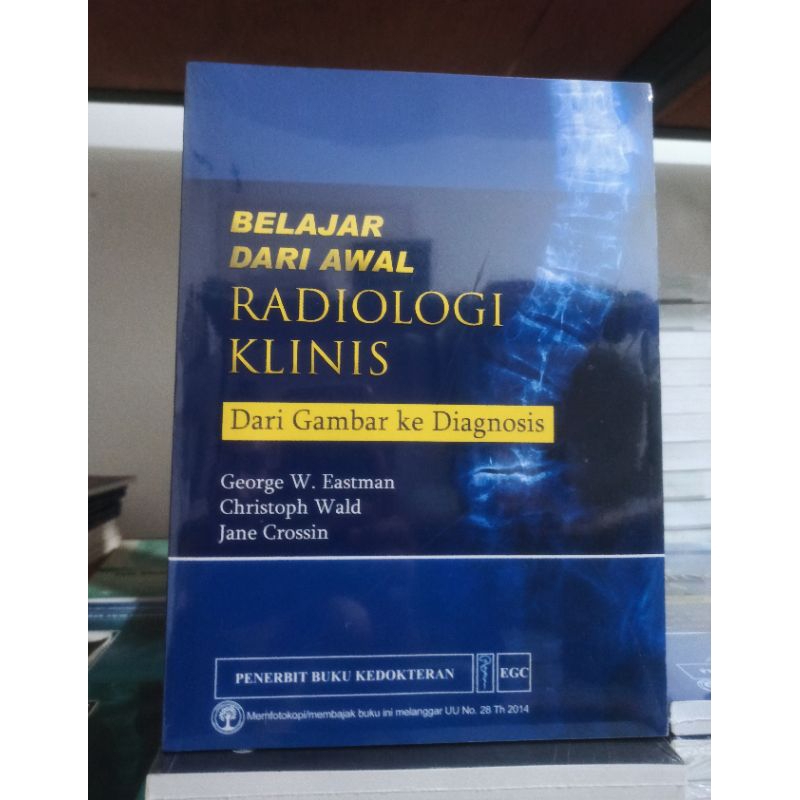 BELAJAR
DARI AWAL
RADIOLOGI
KLINIS
Dari Gambar ke Diagnosis
George W. Eastman
Christoph Wald
Jane Crossin
PENERBIT BUKU KEDOKTERAN EGC
Memfotokopi/membajak buku ini melanggar UU No. 28 Th 2014